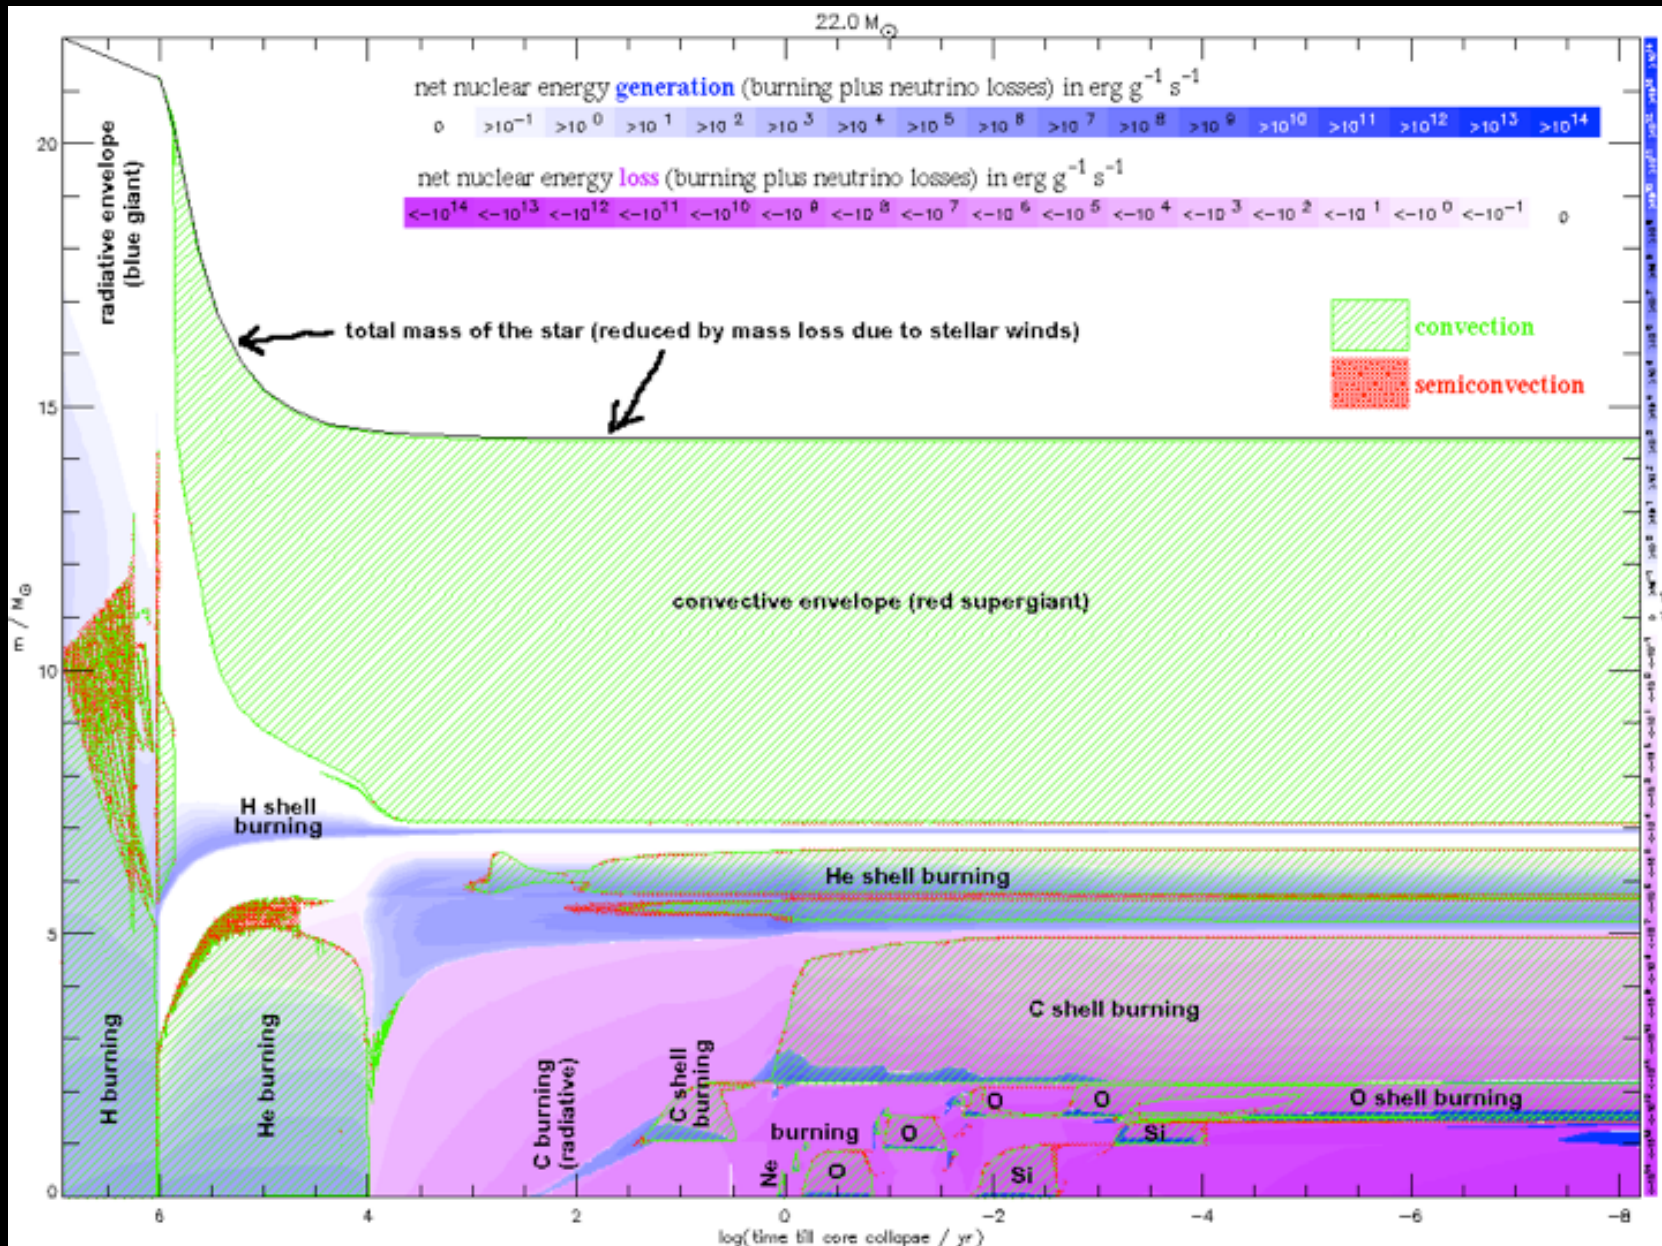 22.0 M☉
net nuclear energy generation (burning plus neutrino losses) in erg g⁻¹ s⁻¹
0 >10⁻¹ >10⁰ >10¹ >10² >10³ >10⁴ >10⁵ >10⁶ >10⁷ >10⁸ >10⁹ >10¹⁰ >10¹¹ >10¹² >10¹³ >10¹⁴
net nuclear energy loss (burning plus neutrino losses) in erg g⁻¹ s⁻¹
<-10¹⁴ <-10¹³ <-10¹² <-10¹¹ <-10¹⁰ <-10⁹ <-10⁸ <-10⁷ <-10⁶ <-10⁵ <-10⁴ <-10³ <-10² <-10¹ <-10⁰ <-10⁻¹ 0
radiative envelope
(blue giant)
total mass of the star (reduced by mass loss due to stellar winds)
convection
semiconvection
convective envelope (red supergiant)
H shell
burning
He shell burning
C shell burning
H burning
He burning
C burning
(radiative)
C shell
burning
Ne
burning
O
O
O
O
O shell burning
Si
Si
m / M☉
20
15
10
5
0
6 4 2 0 -2 -4 -6 -8
log(time till core collapse / yr)